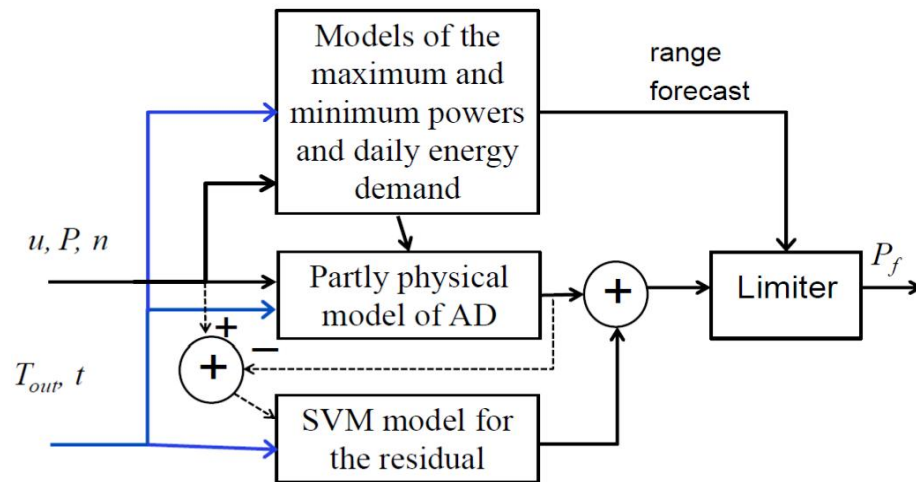 Models of the
maximum and
minimum powers
and daily energy
demand
range
forecast
u, P, n
Partly physical
model of AD
+
Limiter
P_f
+
−
+
T_out, t
SVM model for
the residual